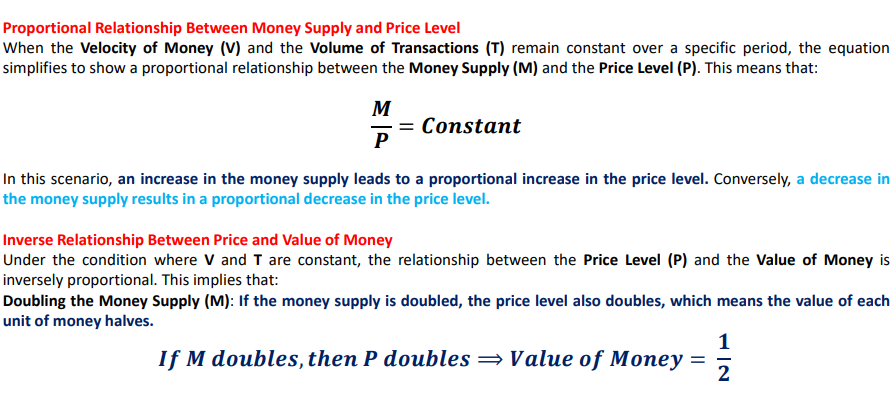 Proportional Relationship Between Money Supply and Price Level
When the Velocity of Money (V) and the Volume of Transactions (T) remain constant over a specific period, the equation
simplifies to show a proportional relationship between the Money Supply (M) and the Price Level (P). This means that:
M
— = Constant
P
In this scenario, an increase in the money supply leads to a proportional increase in the price level. Conversely, a decrease in
the money supply results in a proportional decrease in the price level.
Inverse Relationship Between Price and Value of Money
Under the condition where V and T are constant, the relationship between the Price Level (P) and the Value of Money is
inversely proportional. This implies that:
Doubling the Money Supply (M): If the money supply is doubled, the price level also doubles, which means the value of each
unit of money halves.
If M doubles, then P doubles ⟹ Value of Money = 1/2